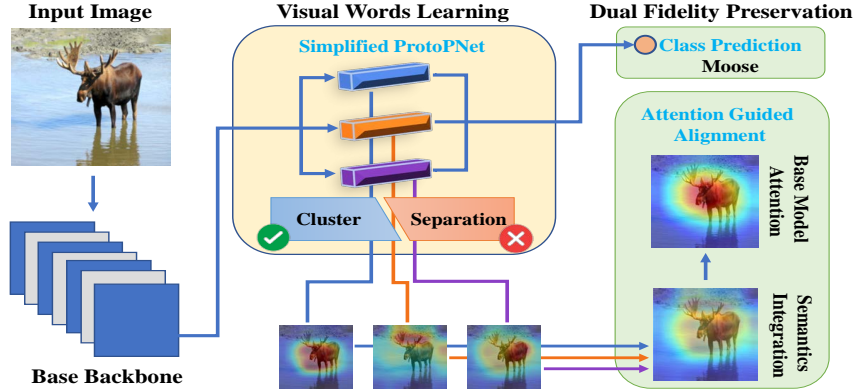 Input Image
Visual Words Learning
Dual Fidelity Preservation
Simplified ProtoPNet
Class Prediction
Moose
Attention Guided
Alignment
Base Model
Attention
Cluster
Separation
Semantics
Integration
Base Backbone